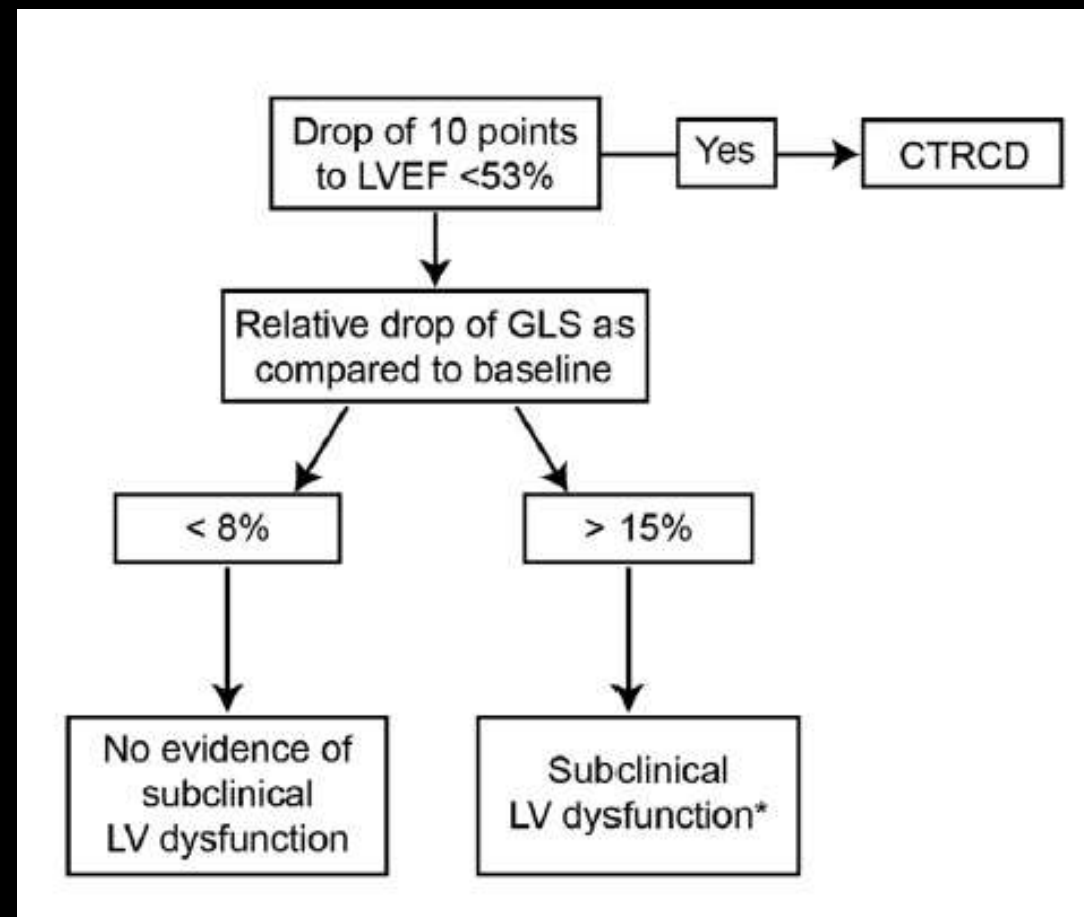 Drop of 10 points
to LVEF <53%
Yes
CTRCD
Relative drop of GLS as
compared to baseline
< 8%
> 15%
No evidence of
subclinical
LV dysfunction
Subclinical
LV dysfunction*